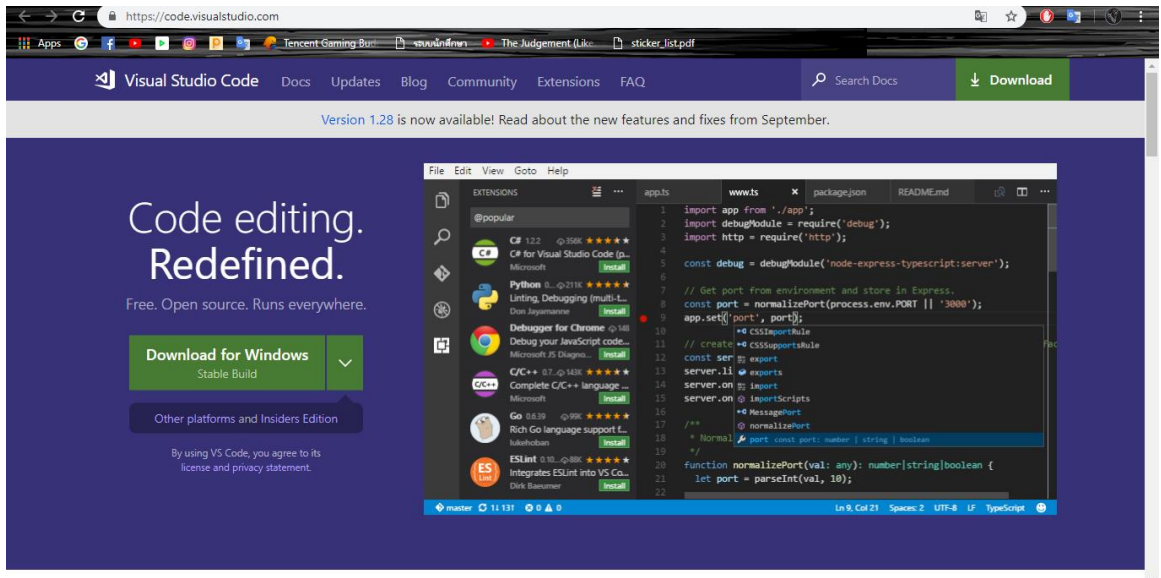 https://code.visualstudio.com
Apps Tencent Gaming Bud ระบบนักศึกษา The Judgement (Like sticker_list.pdf
Visual Studio Code Docs Updates Blog Community Extensions FAQ Search Docs Download
Version 1.28 is now available! Read about the new features and fixes from September.
Code editing.
Redefined.
Free. Open source. Runs everywhere.
Download for Windows
Stable Build
Other platforms and Insiders Edition
By using VS Code, you agree to its
license and privacy statement.
File Edit View Goto Help
EXTENSIONS
@popular
C# 1.2.2 356K
C# for Visual Studio Code (p...
Microsoft Install
Python 0... 211K
Linting, Debugging (multi-t...
Don Jayamanne Install
Debugger for Chrome 148
Debug your JavaScript code...
Microsoft JS Diagno... Install
C/C++ 0.7... 143K
Complete C/C++ language ...
Microsoft Install
Go 0.6.39 99K
Rich Go language support f...
lukehoban Install
ESLint 0.10... 88K
Integrates ESLint into VS Co...
Dirk Baeumer Install
app.ts www.ts package.json README.md
1 import app from './app';
2 import debugModule = require('debug');
3 import http = require('http');
4
5 const debug = debugModule('node-express-typescript:server');
6
7 // Get port from environment and store in Express.
8 const port = normalizePort(process.env.PORT || '3000');
9 app.set('port', port);
10
11 // create
12 const ser
13 server.li
14 server.on
15 server.on
16
17 /**
18 * Normal
19 */
20 function normalizePort(val: any): number|string|boolean {
21 let port = parseInt(val, 10);
22
CSSImportRule
CSSSupportsRule
export
exports
import
importScripts
MessagePort
normalizePort
port const port: number | string | boolean
master 1↓ 13↑ 0 0 Ln 9, Col 21 Spaces: 2 UTF-8 LF TypeScript